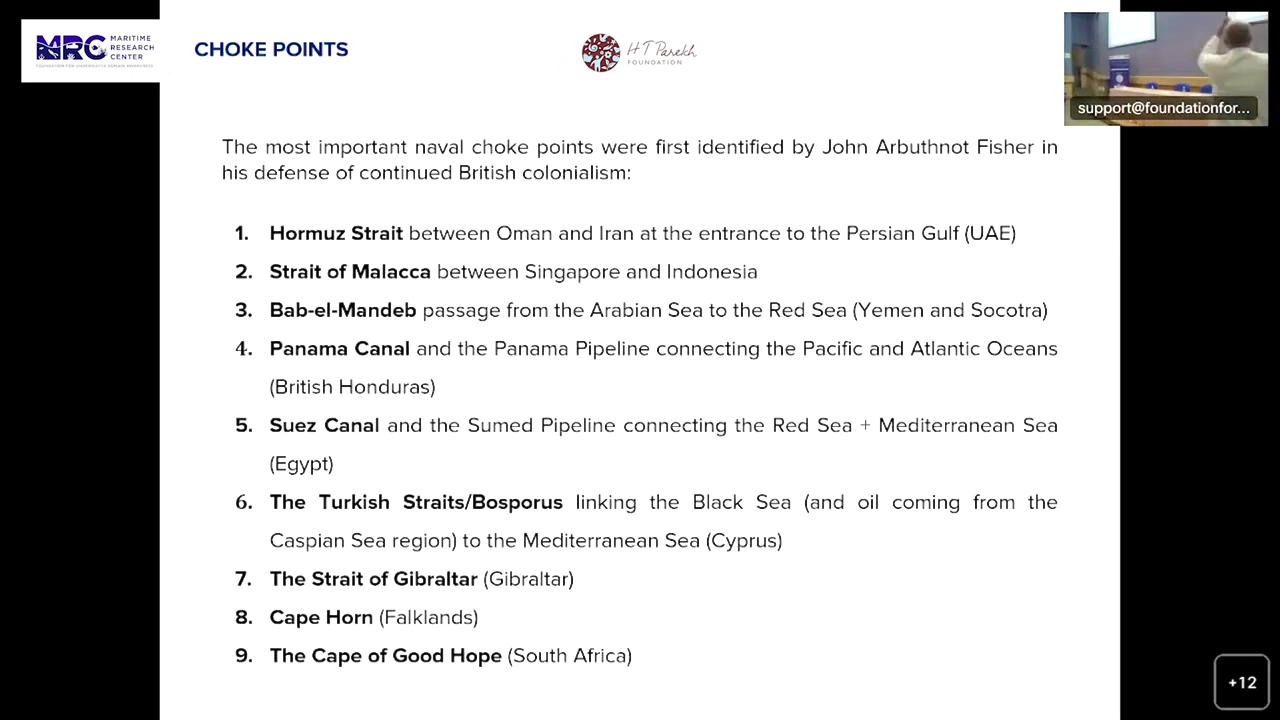 MRC MARITIME
RESEARCH
CENTER
FOUNDATION FOR UNDERWATER DOMAIN AWARENESS
CHOKE POINTS
H T Parekh
FOUNDATION
support@foundationfor...
The most important naval choke points were first identified by John Arbuthnot Fisher in
his defense of continued British colonialism:
1. Hormuz Strait between Oman and Iran at the entrance to the Persian Gulf (UAE)
2. Strait of Malacca between Singapore and Indonesia
3. Bab-el-Mandeb passage from the Arabian Sea to the Red Sea (Yemen and Socotra)
4. Panama Canal and the Panama Pipeline connecting the Pacific and Atlantic Oceans
(British Honduras)
5. Suez Canal and the Sumed Pipeline connecting the Red Sea + Mediterranean Sea
(Egypt)
6. The Turkish Straits/Bosporus linking the Black Sea (and oil coming from the
Caspian Sea region) to the Mediterranean Sea (Cyprus)
7. The Strait of Gibraltar (Gibraltar)
8. Cape Horn (Falklands)
9. The Cape of Good Hope (South Africa)
+12